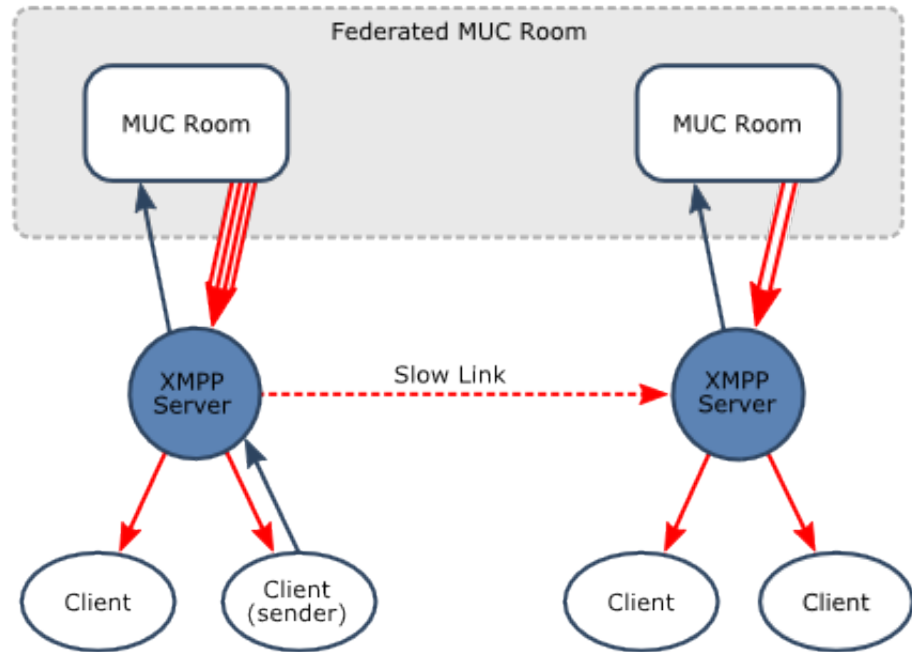 Federated MUC Room
MUC Room
MUC Room
XMPP
Server
Slow Link
XMPP
Server
Client
Client
(sender)
Client
Client